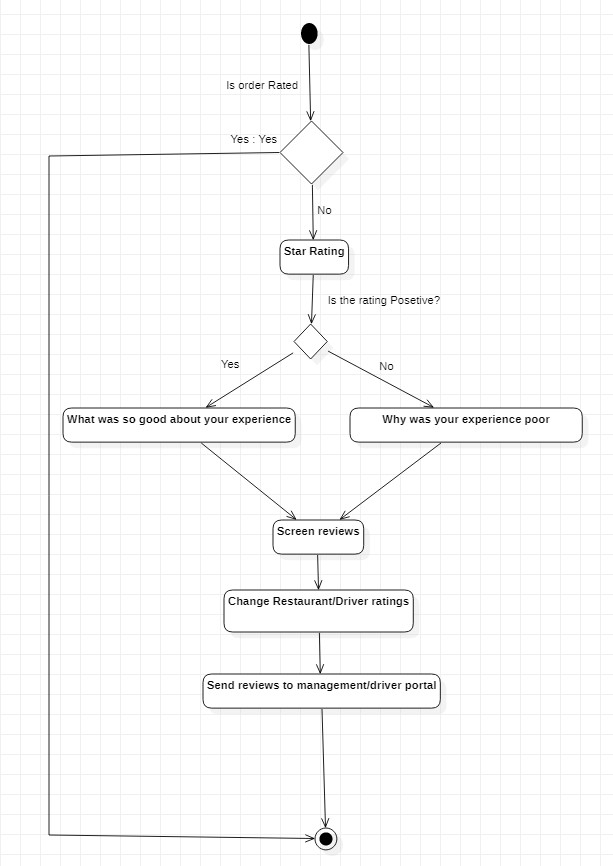 Is order Rated
Yes : Yes
No
Star Rating
Is the rating Posetive?
Yes
No
What was so good about your experience
Why was your experience poor
Screen reviews
Change Restaurant/Driver ratings
Send reviews to management/driver portal